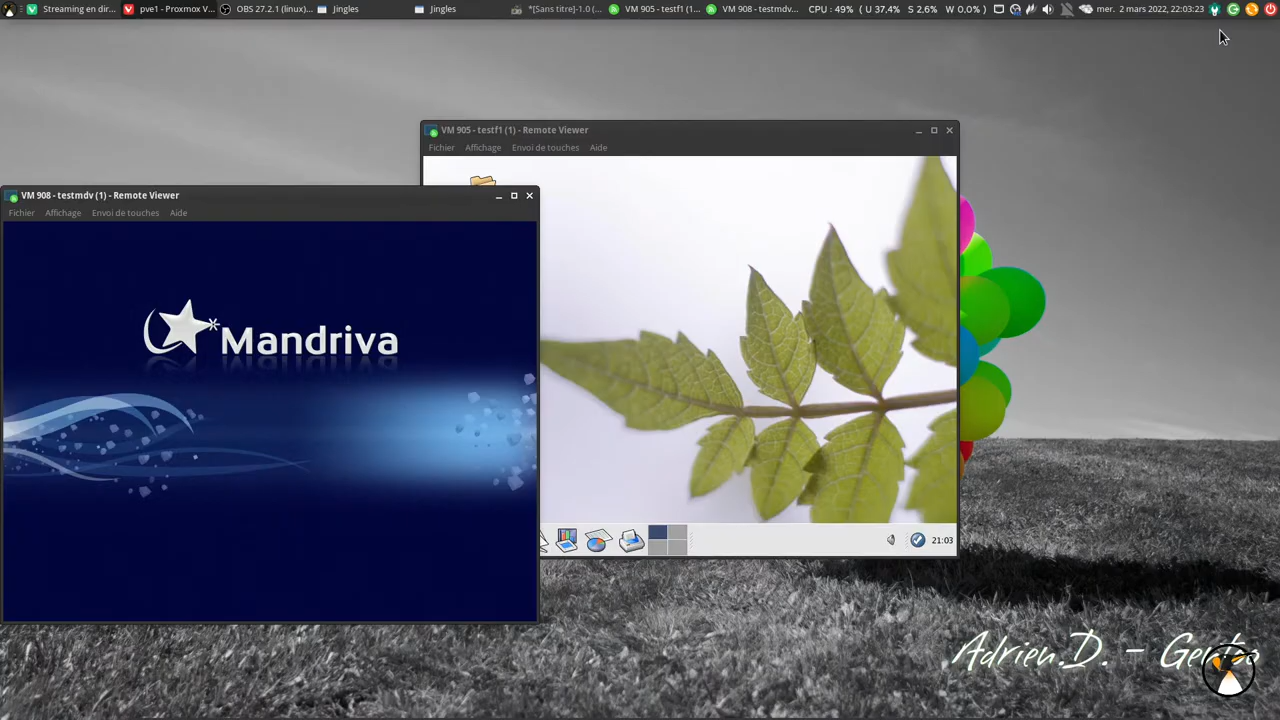 Streaming en dir... pve1 - Proxmox V... OBS 27.2.1 (linux)... Jingles Jingles *[Sans titre]-1.0 (... VM 905 - testf1 (1... VM 908 - testmdv... CPU : 49% ( U 37,4% S 2,6% W 0,0% ) mer. 2 mars 2022, 22:03:23
VM 905 - testf1 (1) - Remote Viewer
Fichier Affichage Envoi de touches Aide
VM 908 - testmdv (1) - Remote Viewer
Fichier Affichage Envoi de touches Aide
Mandriva
21:03
Adrien.D. - Gentoo